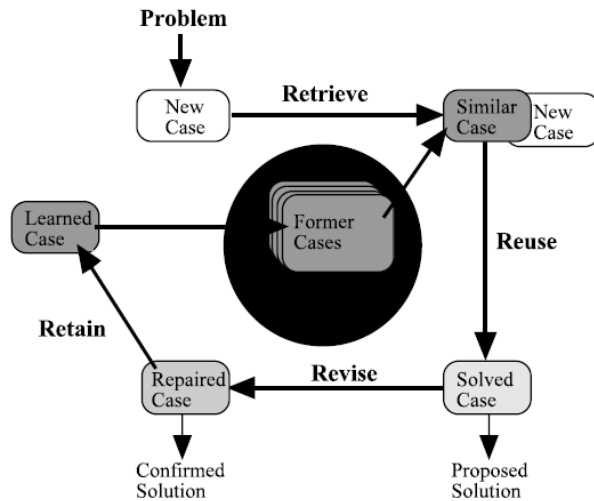 Problem
New
Case
Retrieve
Similar
Case
New
Case
Learned
Case
Former
Cases
Reuse
Retain
Repaired
Case
Revise
Solved
Case
Confirmed
Solution
Proposed
Solution